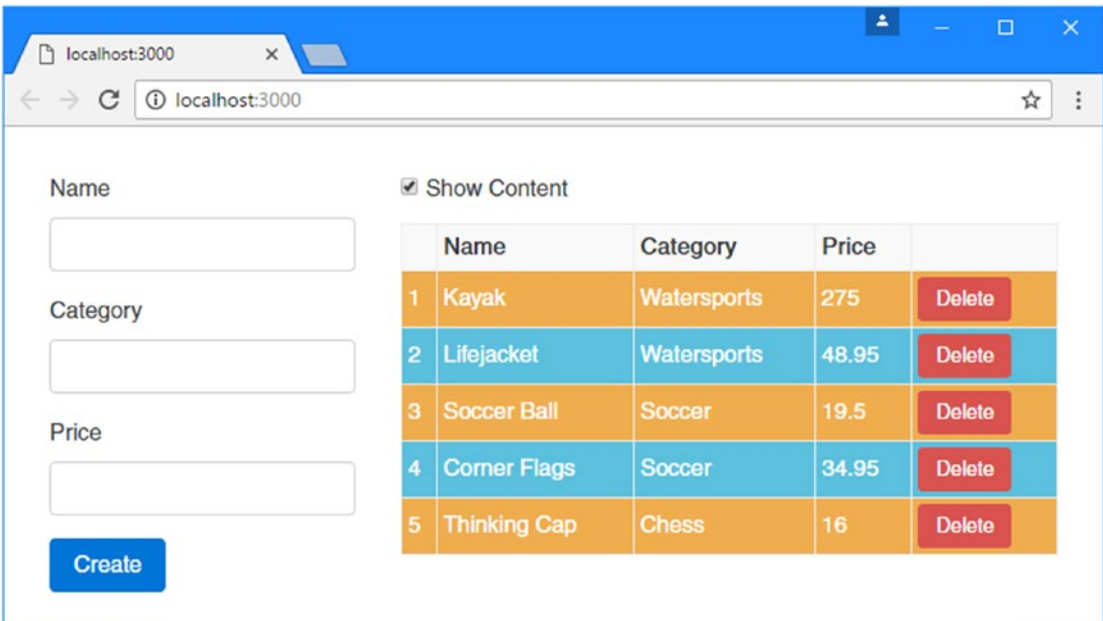 localhost:3000
localhost:3000
Name
Category
Price
Create
Show Content
Name Category Price
1 Kayak Watersports 275 Delete
2 Lifejacket Watersports 48.95 Delete
3 Soccer Ball Soccer 19.5 Delete
4 Corner Flags Soccer 34.95 Delete
5 Thinking Cap Chess 16 Delete